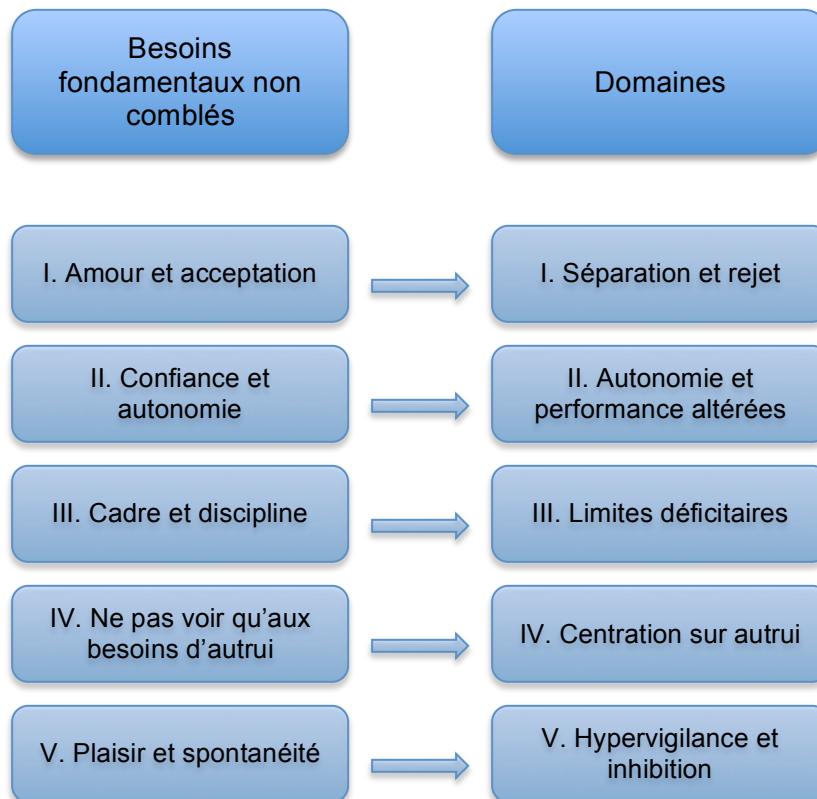 Besoins
fondamentaux non
comblés
Domaines
I. Amour et acceptation
I. Séparation et rejet
II. Confiance et
autonomie
II. Autonomie et
performance altérées
III. Cadre et discipline
III. Limites déficitaires
IV. Ne pas voir qu’aux
besoins d’autrui
IV. Centration sur autrui
V. Plaisir et spontanéité
V. Hypervigilance et
inhibition